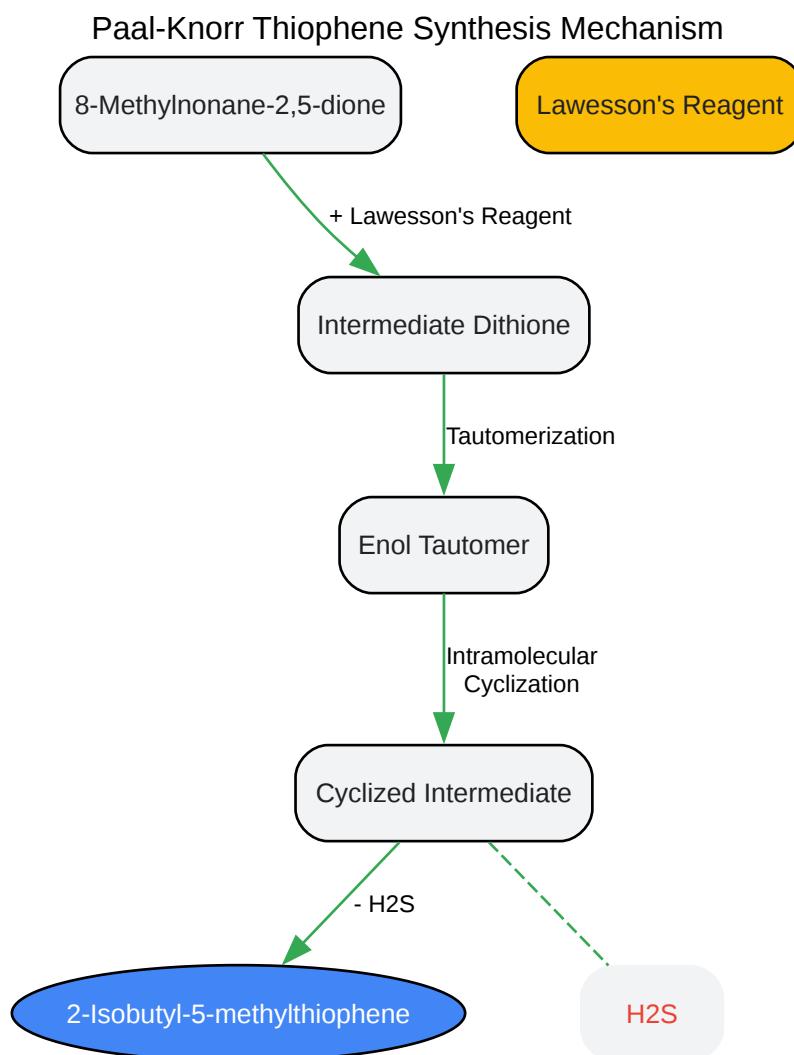 Paal-Knorr Thiophene Synthesis Mechanism
8-Methylnonane-2,5-dione
Lawesson's Reagent
+ Lawesson's Reagent
Intermediate Dithione
Tautomerization
Enol Tautomer
Intramolecular
Cyclization
Cyclized Intermediate
- H2S
2-Isobutyl-5-methylthiophene
H2S